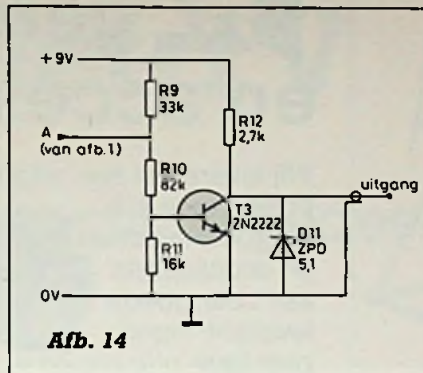 +9V
R9
33k
R12
2,7k
A
(van afb.1)
R10
82k
uitgang
T3
2N2222
D11
ZPD
5,1
R11
16k
0V
Afb. 14